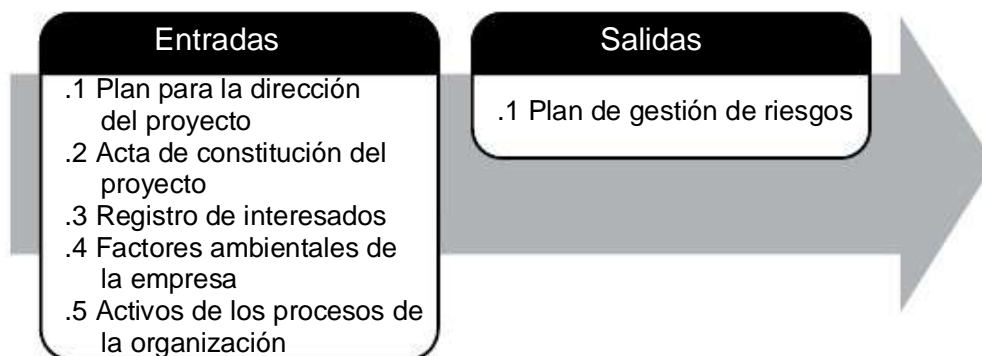 Entradas
.1 Plan para la dirección
del proyecto
.2 Acta de constitución del
proyecto
.3 Registro de interesados
.4 Factores ambientales de
la empresa
.5 Activos de los procesos de
la organización
Salidas
.1 Plan de gestión de riesgos